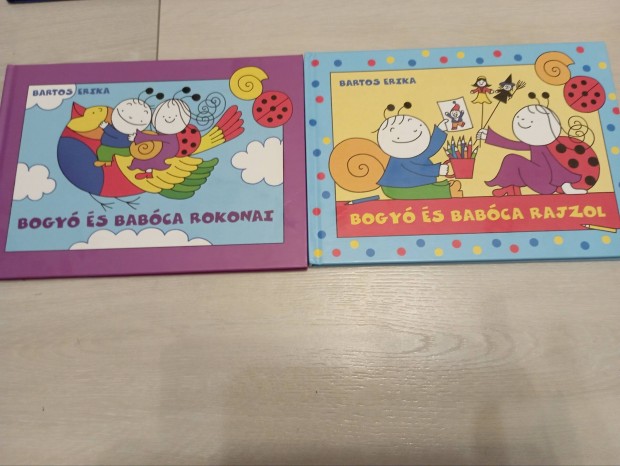 BARTOS ERIKA
BOGYÓ ÉS BABÓCA ROKONAI
BARTOS ERIKA
BOGYÓ ÉS BABÓCA RAJZOL